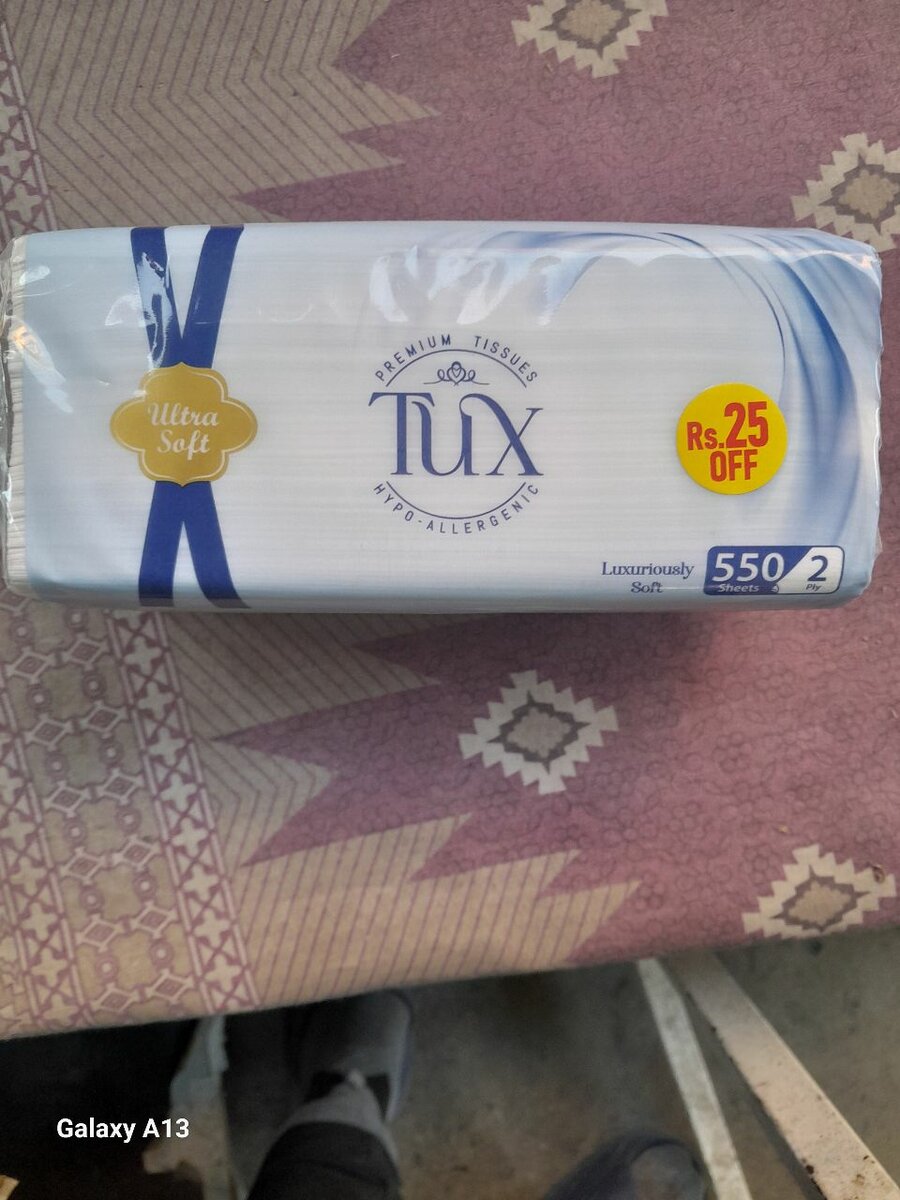 Ultra
Soft
PREMIUM TISSUES
TUX
HYPO-ALLERGENIC
Rs.25
OFF
Luxuriously
Soft
550
Sheets
2
Ply
Galaxy A13